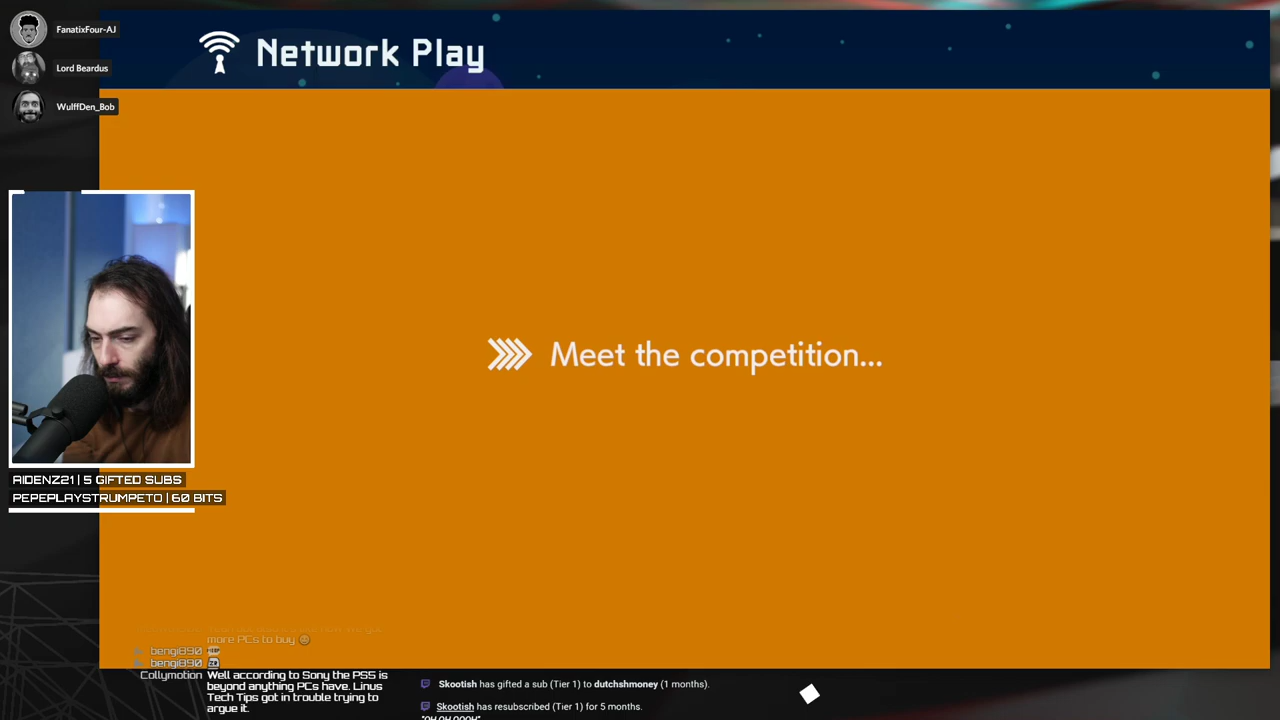 FanatixFour-AJ
Lord Beardus
WulffDen_Bob
Network Play
Meet the competition...
AIDENZ21 | 5 GIFTED SUBS
PEPEPLAYSTRUMPETO | 60 BITS
more PCs to buy
bengi890
bengi890
Collymotion Well according to Sony the PS5 is
beyond anything PCs have. Linus
Tech Tips got in trouble trying to
argue it.
Skootish has gifted a sub (Tier 1) to dutchshmoney (1 months).
Skootish has resubscribed (Tier 1) for 5 months.